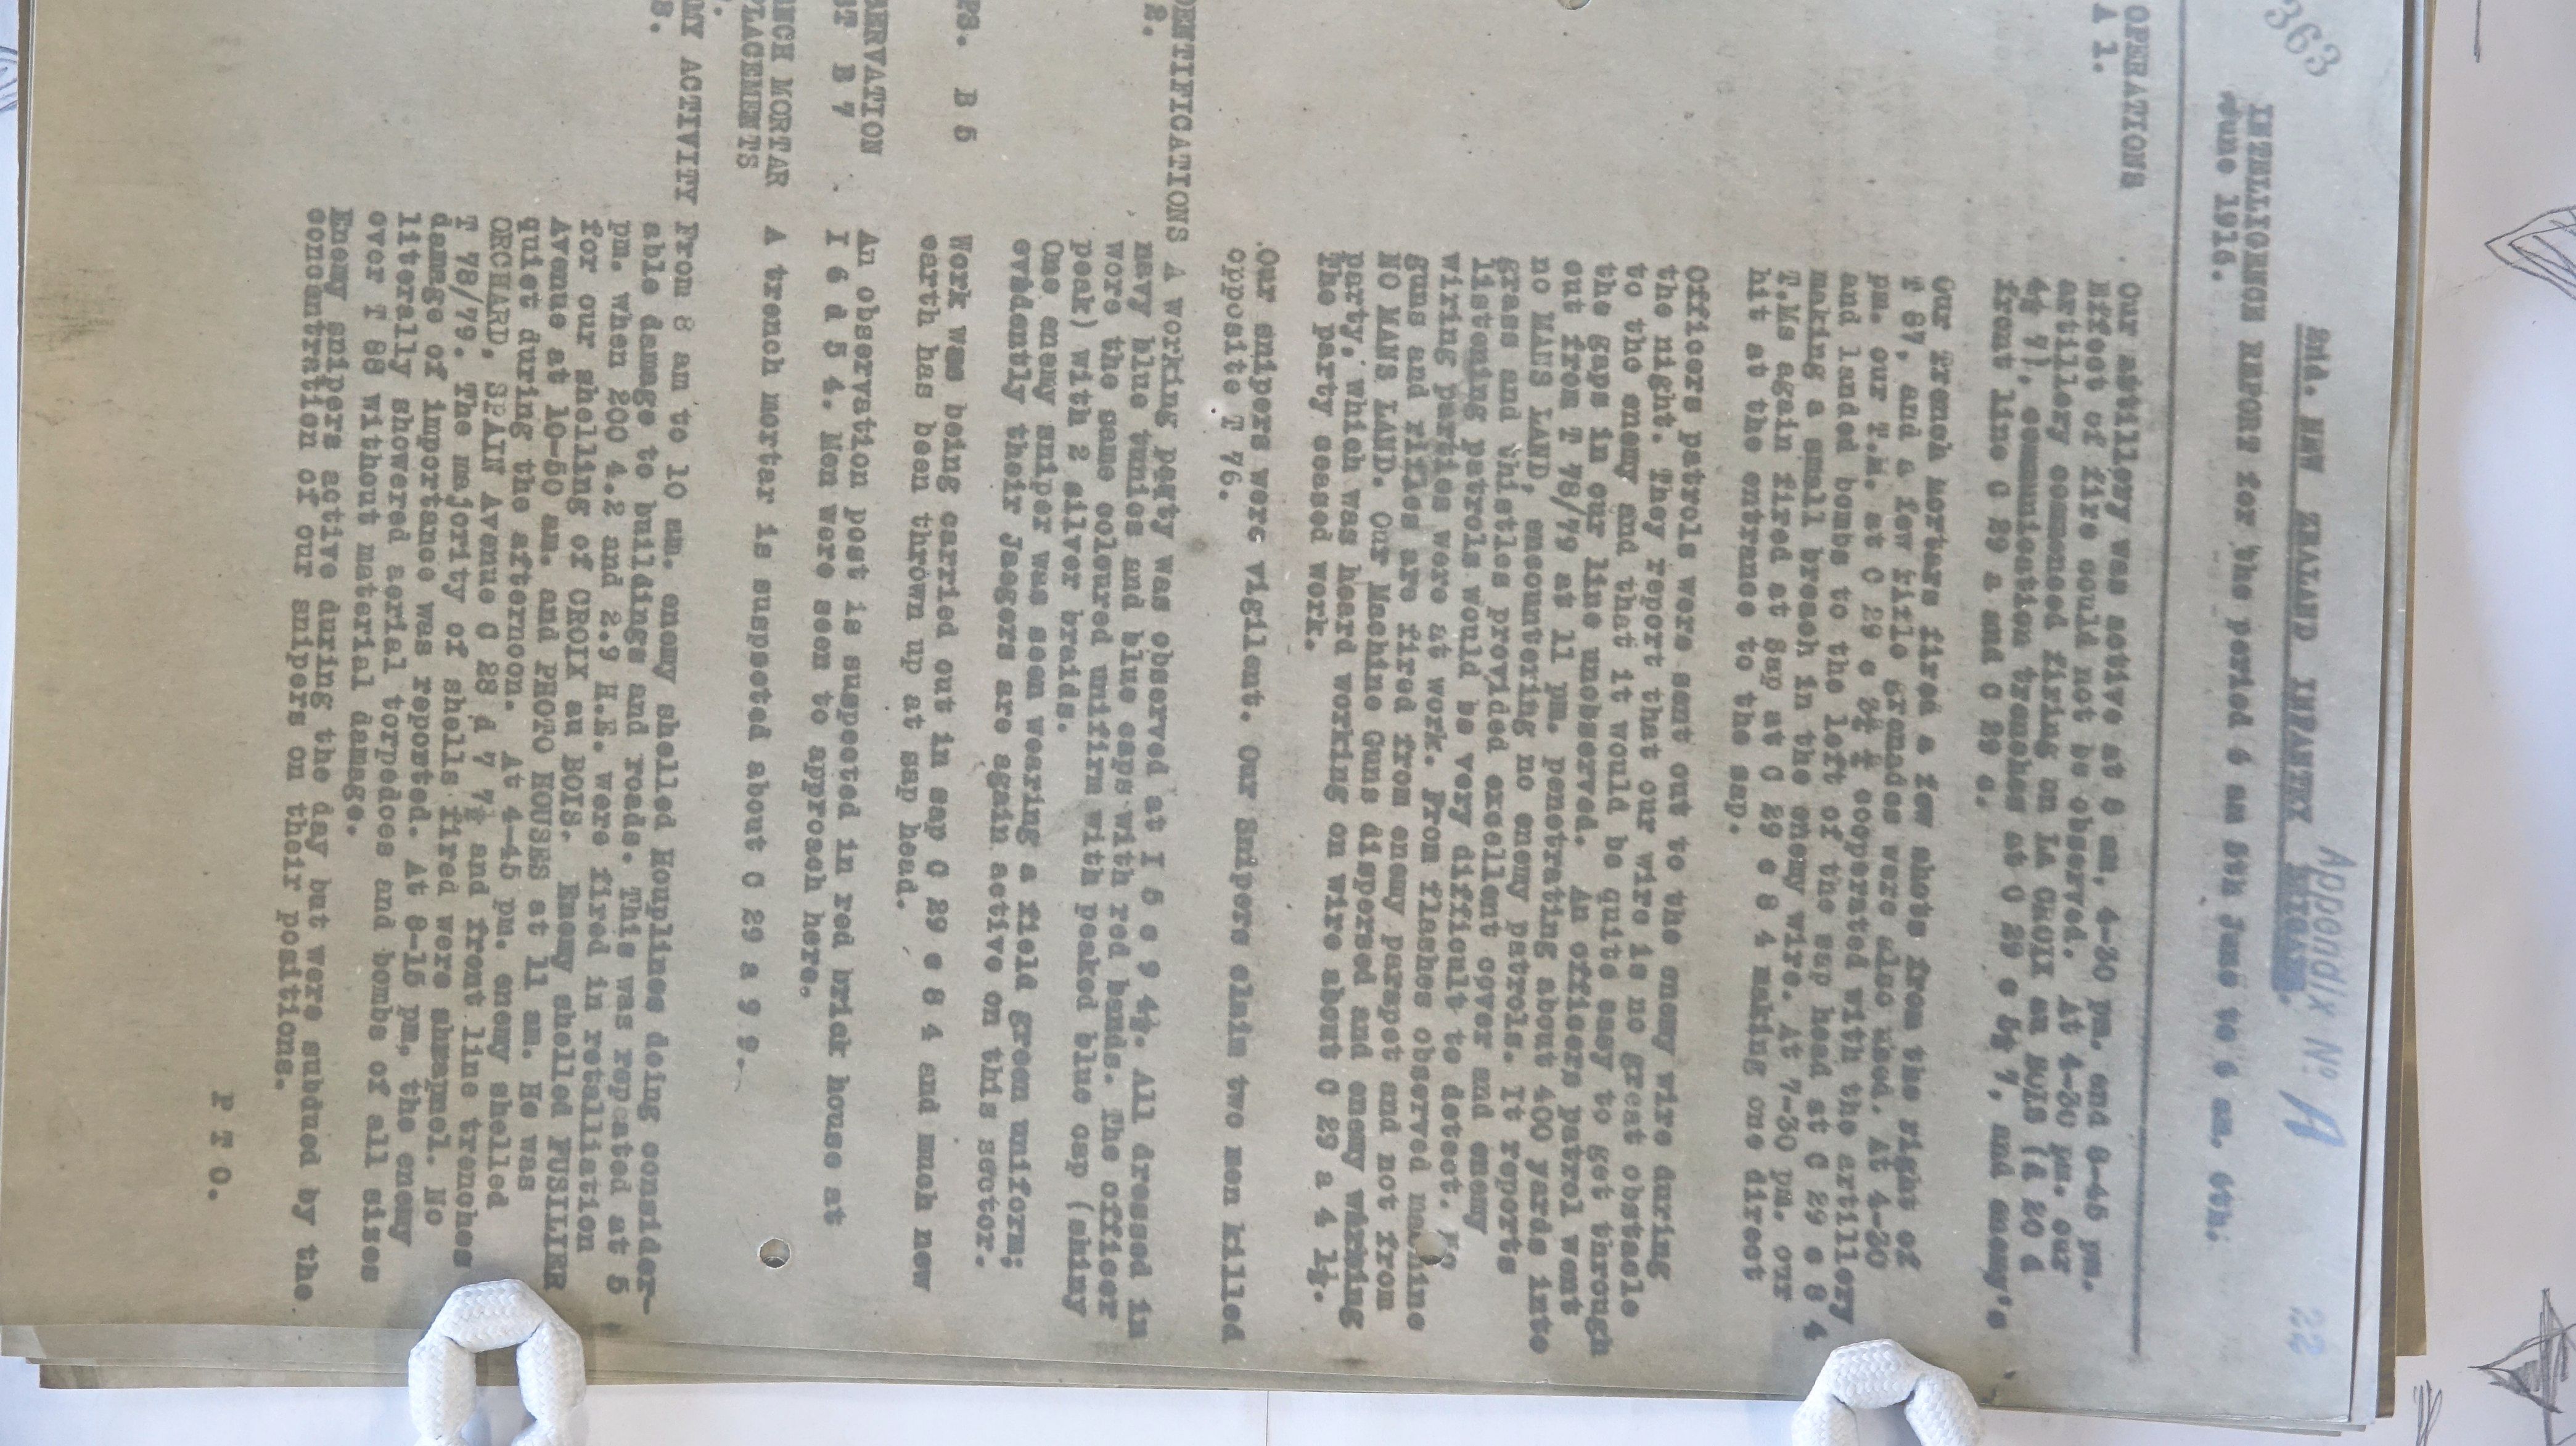 363
Appendix No A
22
2nd. NEW ZEALAND INFANTRY BRIGADE.
INTELLIGENCE REPORT for the period 6 am 5th June to 6 am. 6th.
June 1916.
OPERATIONS
A 1.
Our artillery was active at 8 am, 4-30 pm. and 8-45 pm.
Effect of fire could not be observed. At 4-30 pm. our
artillery commenced firing on LA CROIX au BOIS (d 20 d
4½ 7), communication trenches at C 29 c 5½ 7, and enemy's
front line C 29 a and C 29 c.
Our Trench mortars fired a few shots from the right of
T 87, and a few rifle grenades were also used. At 4-30
pm. our T.M. at C 29 c 3½ ½ cooperated with the artillery
and landed bombs to the left of the sap head at C 29 c 8 4
making a small breach in the enemy wire. At 7-30 pm. our
T.Ms again fired at Sap at C 29 c 8 4 making one direct
hit at the entrance to the sap.
Officers patrols were sent out to the enemy wire during
the night. They report that our wire is no great obstacle
to the enemy and that it would be quite easy to get through
the gaps in our line unobserved. An officers patrol went
out from T 78/79 at 11 pm. penetrating about 400 yards into
no MANS LAND, encountering no enemy patrols. It reports
grass and thistles provided excellent cover and enemy
listening patrols would be very difficult to detect. No
wiring parties were at work. From flashes observed machine
guns and rifles are fired from enemy parapet and not from
NO MANS LAND. Our Machine Guns dispersed and enemy wirming
party, which was heard working on wire about C 29 a 4 1½.
The party ceased work.
Our snipers were vigilant. Our Snipers claim two men killed
opposite T 76.
DENTIFICATIONS A working party was observed at I 5 c 9 4½. All dressed in
2. navy blue tunics and blue caps with red bands. The officer
wore the same coloured unifirm with peaked blue cap (shiny
peak) with 2 silver braids.
One enemy sniper was seen wearing a field green uniform;
evidently their Jaegers are again active on this sector.
PS. B 5 Work was being carried out in sap C 29 c 8 4 and much new
earth has been thrown up at sap head.
ERVATION An observation post is suspected in red brick house at
ST B 7 I 6 d 5 4. Men were seen to approach here.
NCH MORTAR A trench mortar is suspected about C 29 a 9 9.
PLACEMENTS
MY ACTIVITY From 8 am to 10 am. enemy shelled Houplines doing consider-
able damage to buildings and roads. This was repeated at 5
pm. when 200 4.2 and 2.9 H.E. were fired in retaliation
for our shelling of CROIX au BOIS. Enemy shelled FUSILIER
Avenue at 10-50 am. and PHOTO HOUSES at 11 am. He was
quiet during the afternoon. At 4-45 pm. enemy shelled
ORCHARD, SPAIN Avenue C 28 d 7 7½ and front line trenches
T 78/79. The majority of shells fired were shrapnel. No
damage of importance was reposted. At 8-15 pm, the enemy
literally showered aerial torpedoes and bombs of all sizes
over T 88 without material damage.
Enemy snipers active during the day but were subdued by the
concentration of our snipers on their positions.
P T O.